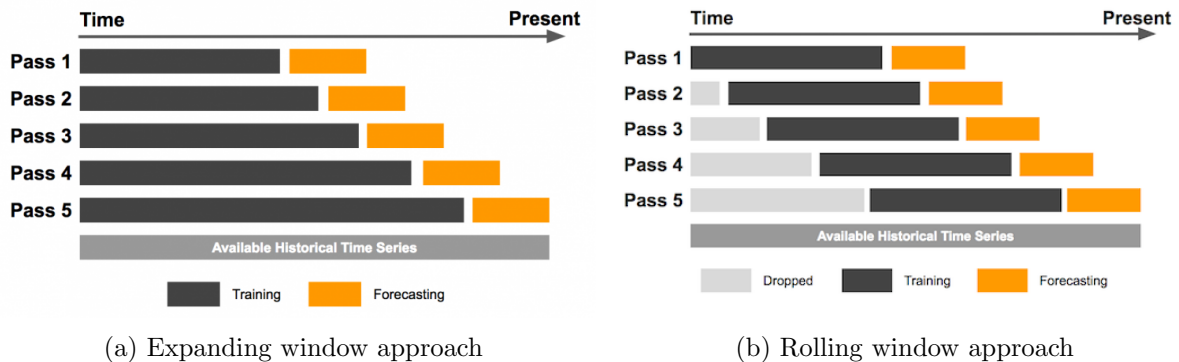 Time Present
Pass 1
Pass 2
Pass 3
Pass 4
Pass 5
Available Historical Time Series
Training Forecasting
(a) Expanding window approach
Time Present
Pass 1
Pass 2
Pass 3
Pass 4
Pass 5
Available Historical Time Series
Dropped Training Forecasting
(b) Rolling window approach